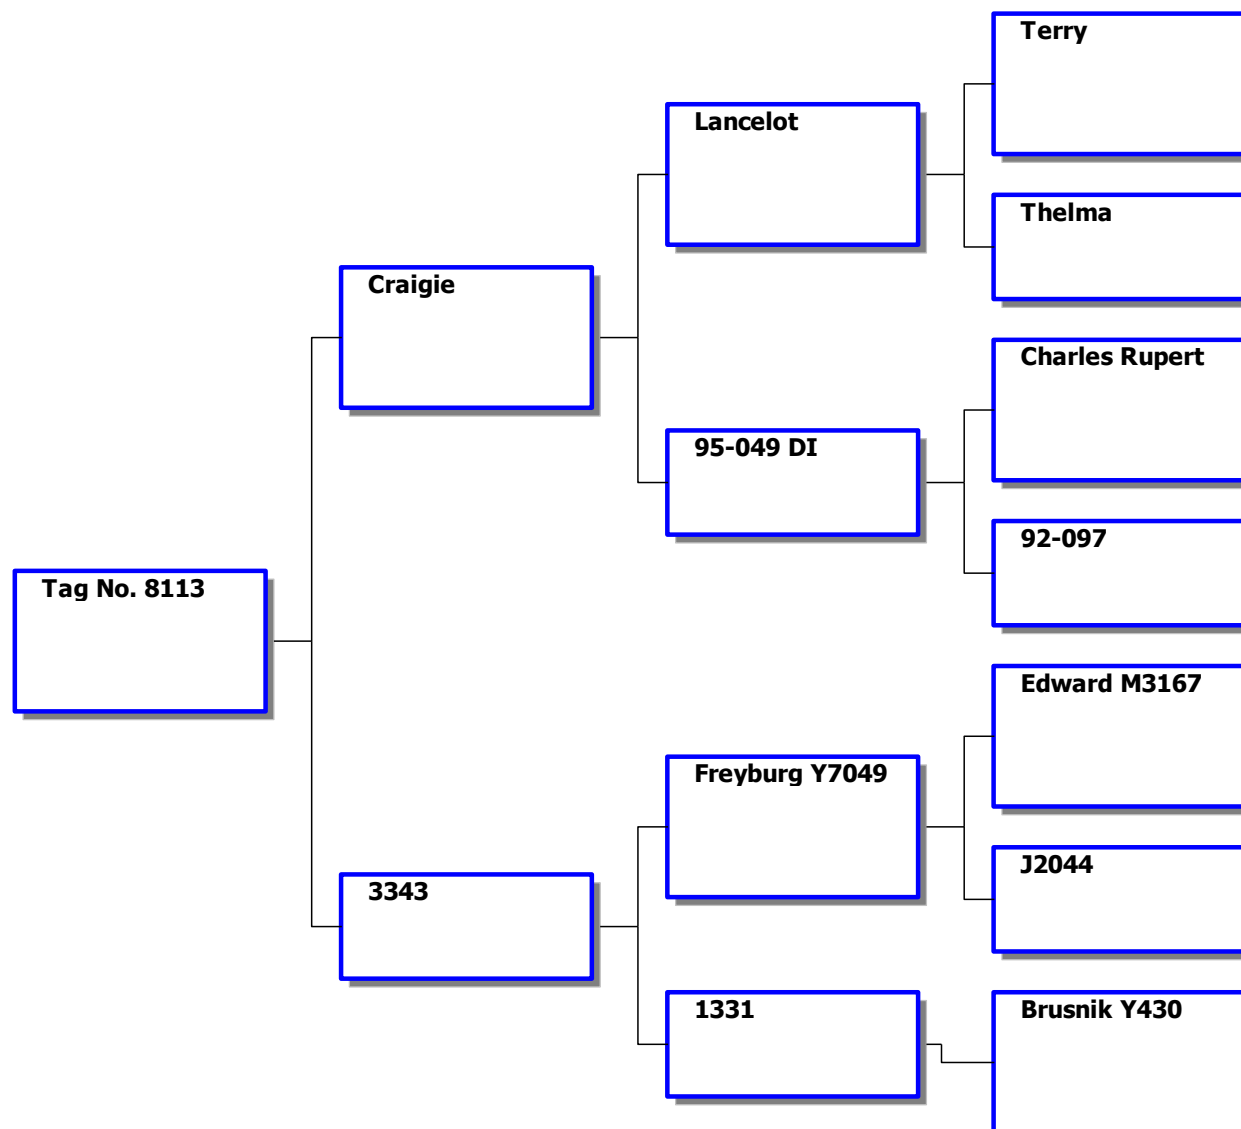 Terry
Lancelot
Thelma
Craigie
Charles Rupert
95-049 DI
92-097
Tag No. 8113
Edward M3167
Freyburg Y7049
J2044
3343
1331
Brusnik Y430